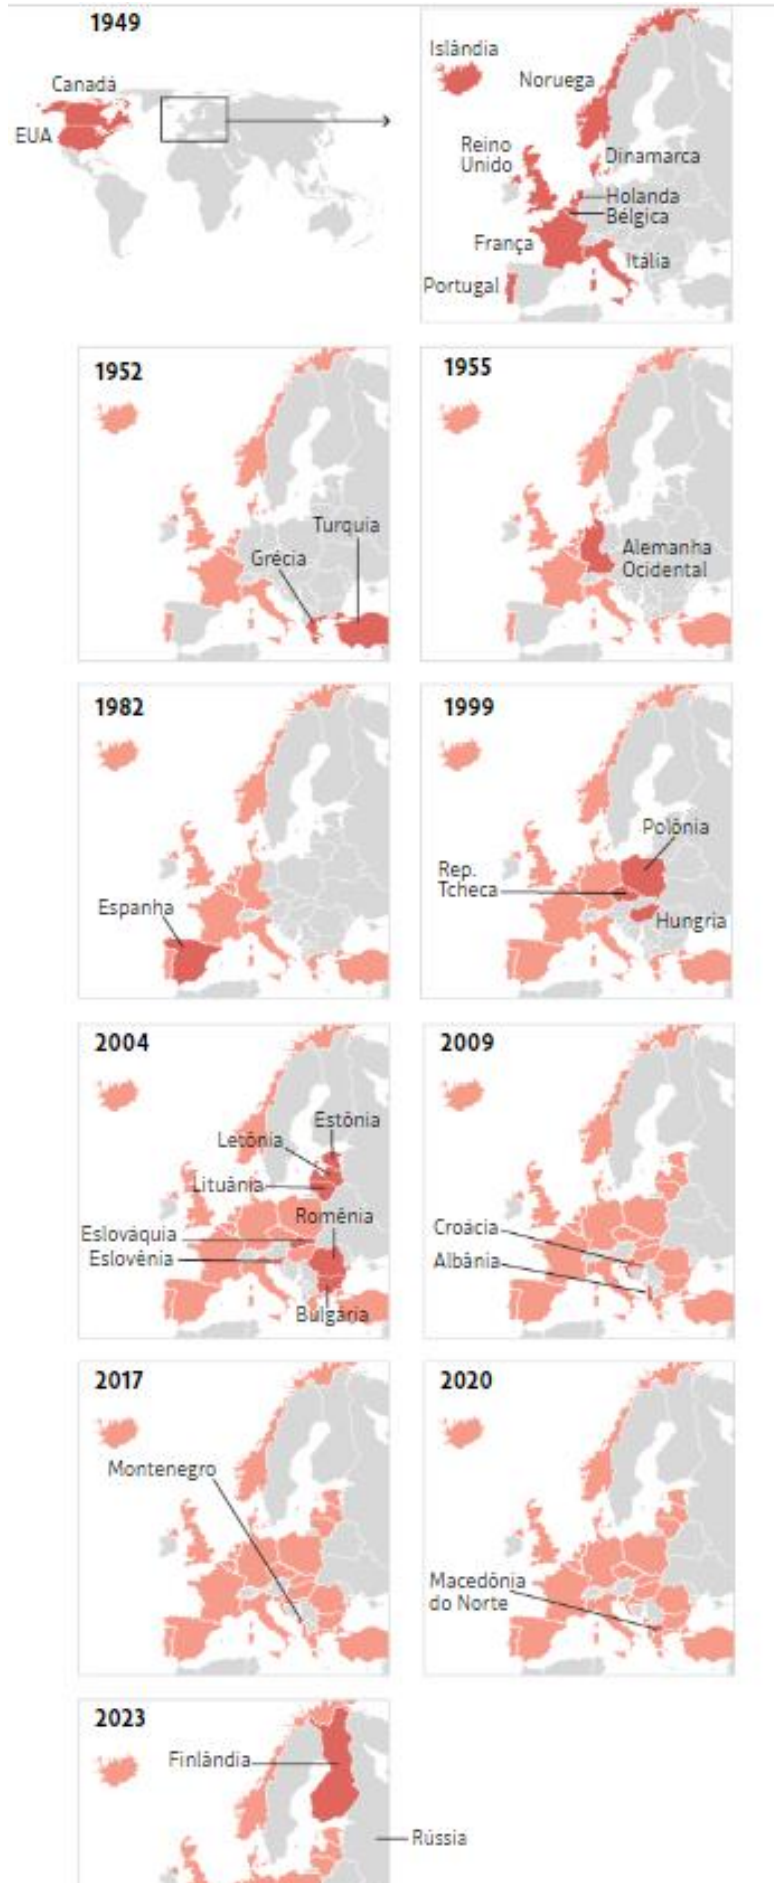 1949
Canadá
EUA
Islândia
Noruega
Reino
Unido
Dinamarca
Holanda
Bélgica
França
Itália
Portugal
1952
Turquia
Grécia
1955
Alemanha
Ocidental
1982
Espanha
1999
Polônia
Rep.
Tcheca
Hungria
2004
Estônia
Letônia
Lituânia
Romênia
Eslováquia
Eslovênia
Bulgária
2009
Croácia
Albânia
2017
Montenegro
2020
Macedônia
do Norte
2023
Finlândia
Rússia